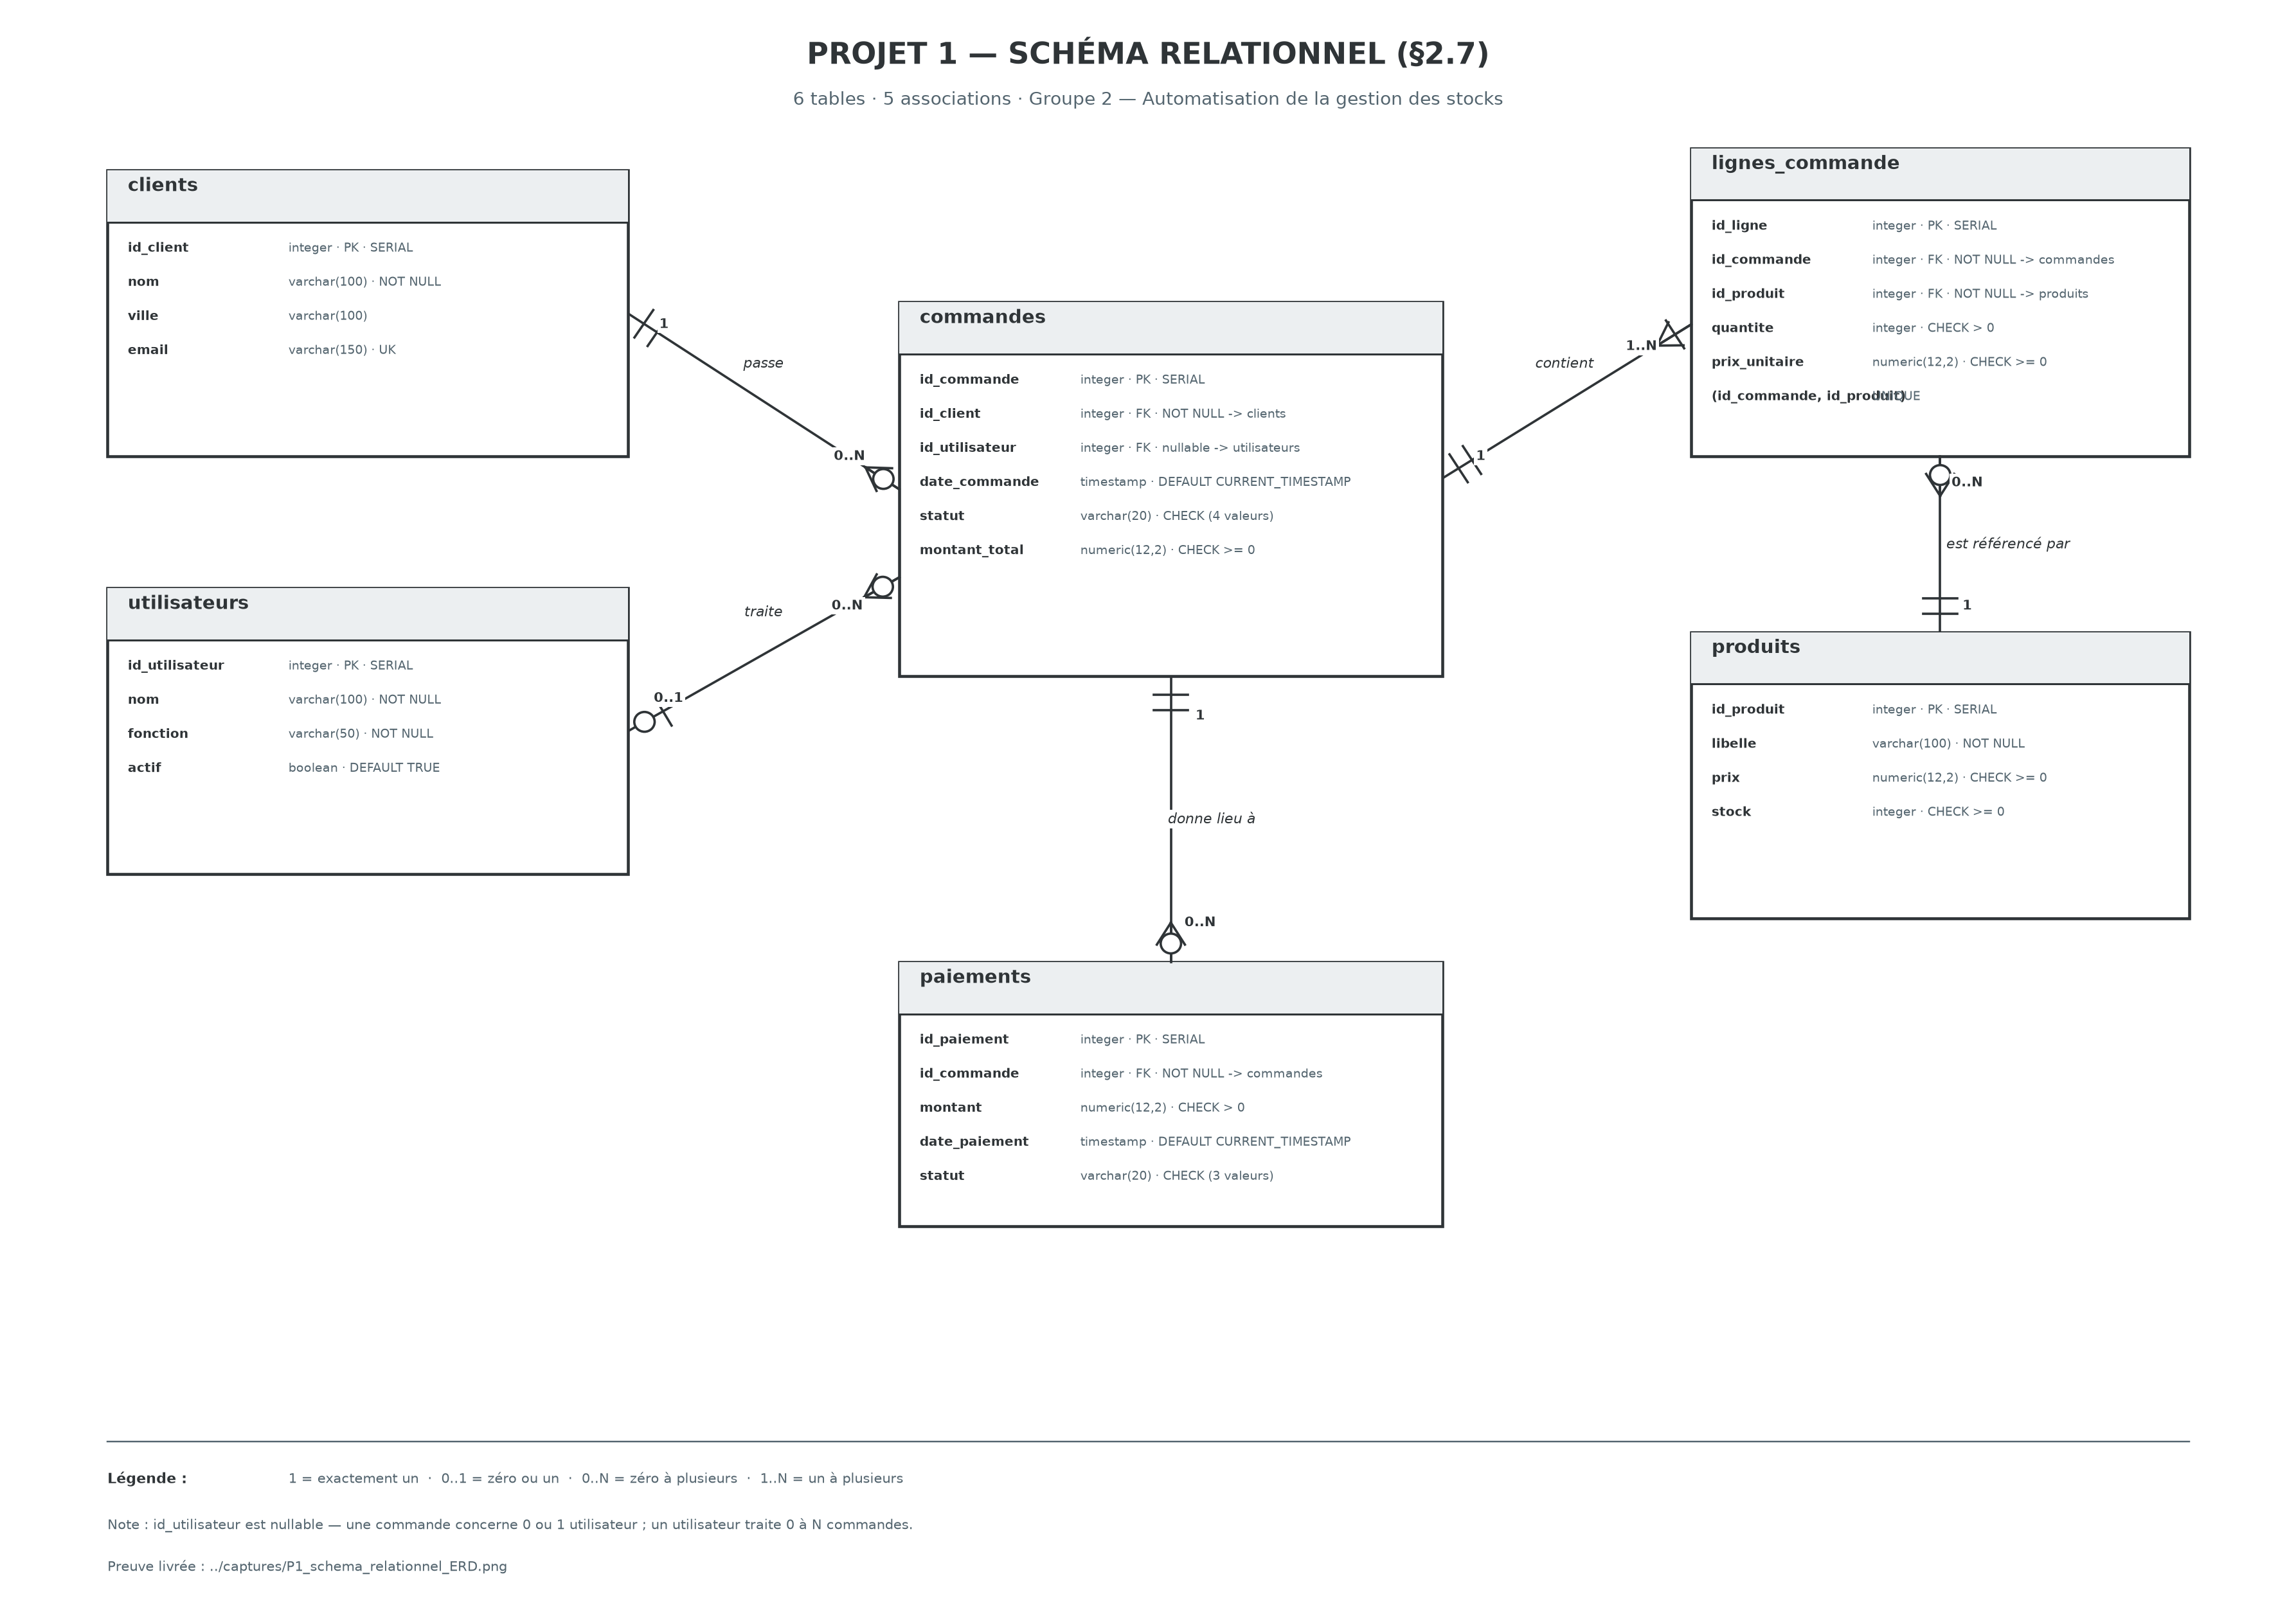 PROJET 1 — SCHÉMA RELATIONNEL (§2.7)
6 tables · 5 associations · Groupe 2 — Automatisation de la gestion des stocks
clients
id_client integer · PK · SERIAL
nom varchar(100) · NOT NULL
ville varchar(100)
email varchar(150) · UK
utilisateurs
id_utilisateur integer · PK · SERIAL
nom varchar(100) · NOT NULL
fonction varchar(50) · NOT NULL
actif boolean · DEFAULT TRUE
1
passe
0..N
0..1
traite
0..N
commandes
id_commande integer · PK · SERIAL
id_client integer · FK · NOT NULL -> clients
id_utilisateur integer · FK · nullable -> utilisateurs
date_commande timestamp · DEFAULT CURRENT_TIMESTAMP
statut varchar(20) · CHECK (4 valeurs)
montant_total numeric(12,2) · CHECK >= 0
1
contient
1..N
lignes_commande
id_ligne integer · PK · SERIAL
id_commande integer · FK · NOT NULL -> commandes
id_produit integer · FK · NOT NULL -> produits
quantite integer · CHECK > 0
prix_unitaire numeric(12,2) · CHECK >= 0
(id_commande, id_produit) UNIQUE
0..N
est référencé par
1
produits
id_produit integer · PK · SERIAL
libelle varchar(100) · NOT NULL
prix numeric(12,2) · CHECK >= 0
stock integer · CHECK >= 0
1
donne lieu à
0..N
paiements
id_paiement integer · PK · SERIAL
id_commande integer · FK · NOT NULL -> commandes
montant numeric(12,2) · CHECK > 0
date_paiement timestamp · DEFAULT CURRENT_TIMESTAMP
statut varchar(20) · CHECK (3 valeurs)
Légende : 1 = exactement un · 0..1 = zéro ou un · 0..N = zéro à plusieurs · 1..N = un à plusieurs
Note : id_utilisateur est nullable — une commande concerne 0 ou 1 utilisateur ; un utilisateur traite 0 à N commandes.
Preuve livrée : ../captures/P1_schema_relationnel_ERD.png